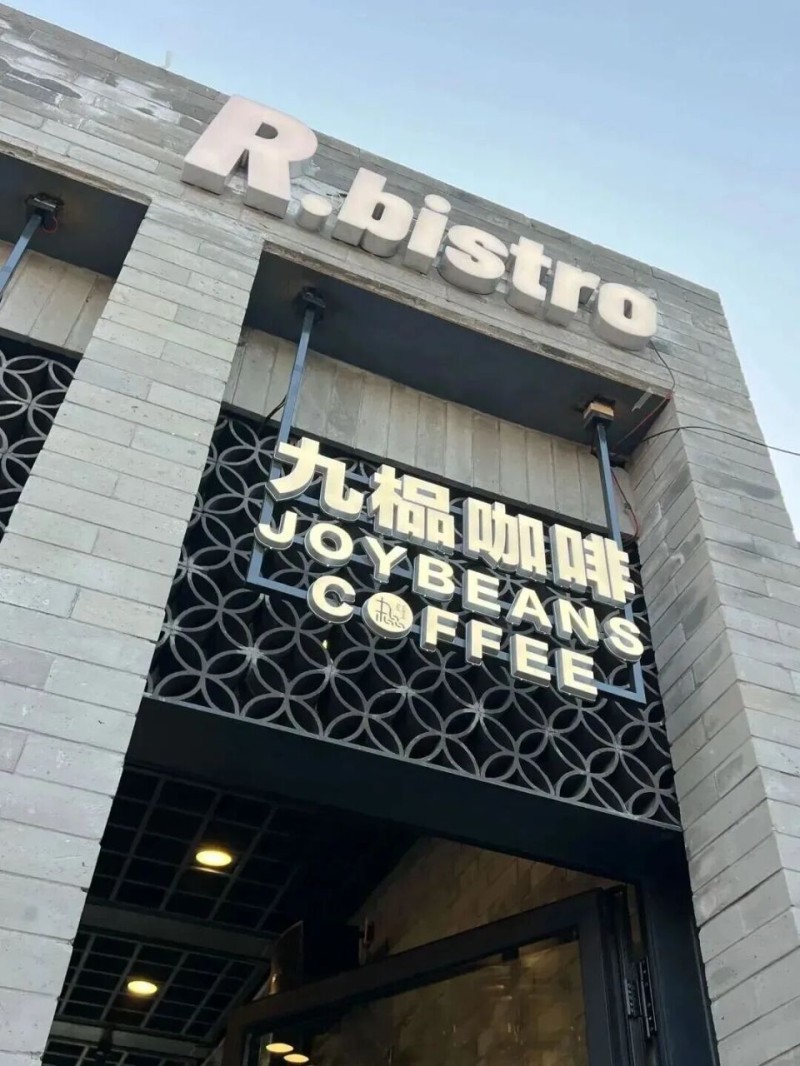 R.bistro
九榀咖啡
JOYBEANS
COFFEE